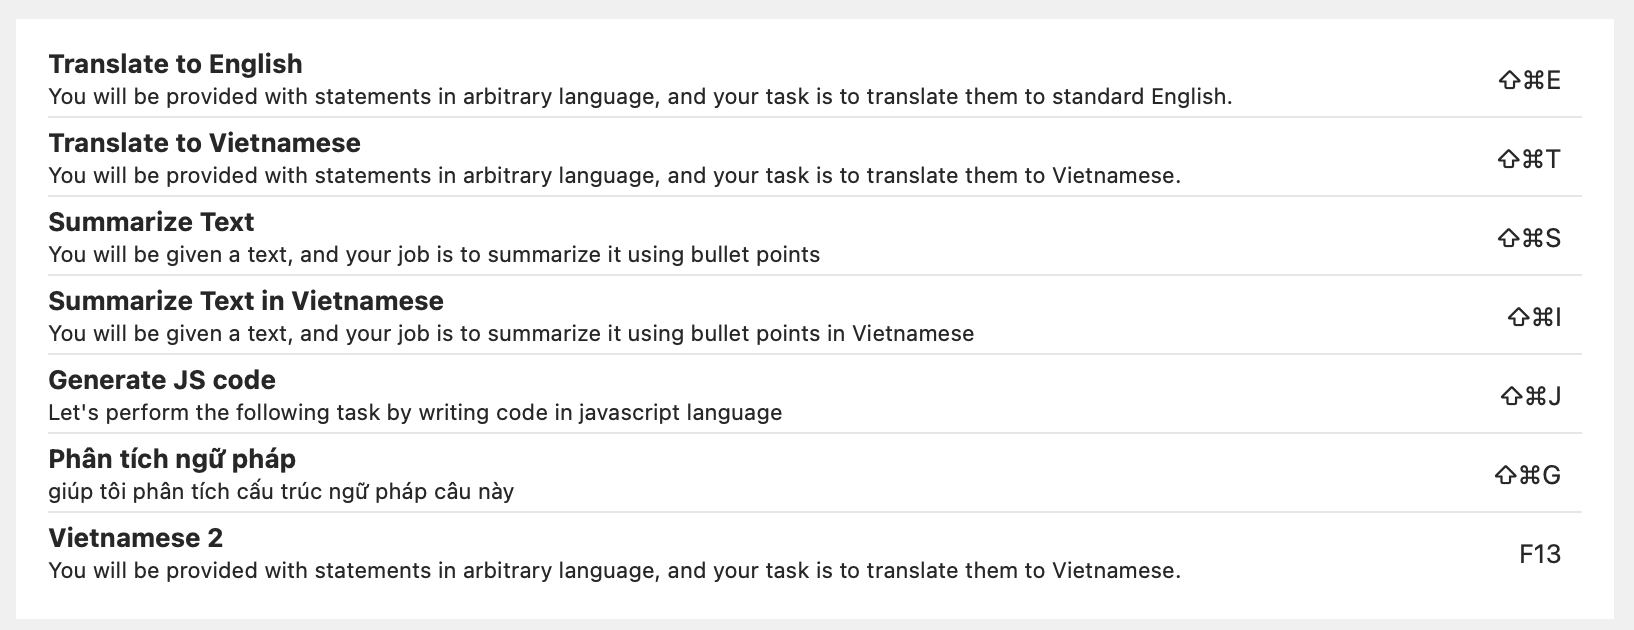 Translate to English
You will be provided with statements in arbitrary language, and your task is to translate them to standard English.
⇧⌘E
Translate to Vietnamese
You will be provided with statements in arbitrary language, and your task is to translate them to Vietnamese.
⇧⌘T
Summarize Text
You will be given a text, and your job is to summarize it using bullet points
⇧⌘S
Summarize Text in Vietnamese
You will be given a text, and your job is to summarize it using bullet points in Vietnamese
⇧⌘I
Generate JS code
Let's perform the following task by writing code in javascript language
⇧⌘J
Phân tích ngữ pháp
giúp tôi phân tích cấu trúc ngữ pháp câu này
⇧⌘G
Vietnamese 2
You will be provided with statements in arbitrary language, and your task is to translate them to Vietnamese.
F13